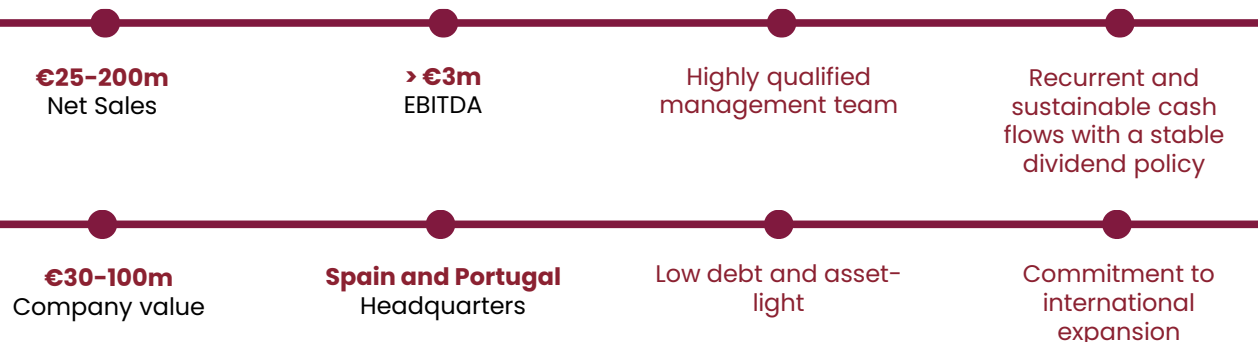 €25-200m
Net Sales
> €3m
EBITDA
Highly qualified
management team
Recurrent and
sustainable cash
flows with a stable
dividend policy
€30-100m
Company value
Spain and Portugal
Headquarters
Low debt and asset-
light
Commitment to
international
expansion